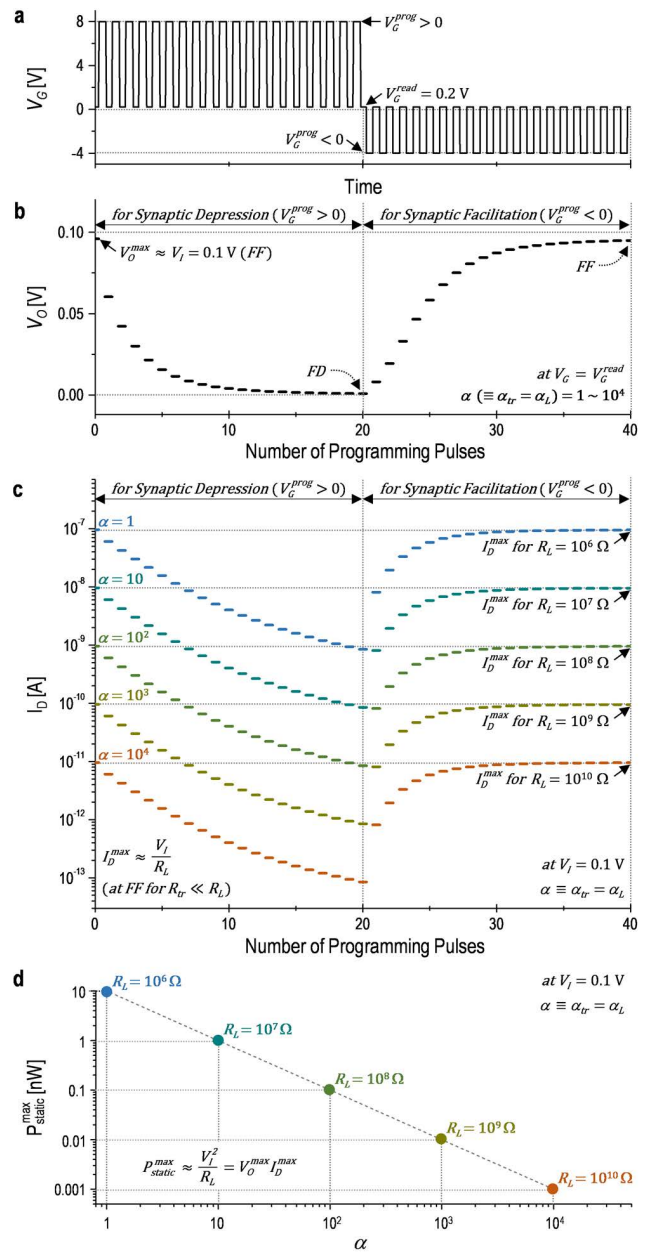 a
8
4
0
-4
V_G [V]
V_G^prog > 0
V_G^read = 0.2 V
V_G^prog < 0
0
20
40
Time
b
for Synaptic Depression (V_G^prog > 0)
for Synaptic Facilitation (V_G^prog < 0)
0.10
0.05
0.00
V_O [V]
V_O^max ≈ V_I = 0.1 V (FF)
FF
FD
at V_G = V_G^read
α (≡ α_tr = α_L) = 1 ~ 10^4
0
10
20
30
40
Number of Programming Pulses
c
for Synaptic Depression (V_G^prog > 0)
for Synaptic Facilitation (V_G^prog < 0)
10^-7
10^-8
10^-9
10^-10
10^-11
10^-12
10^-13
I_D [A]
α = 1
α = 10
α = 10^2
α = 10^3
α = 10^4
I_D^max for R_L = 10^6 Ω
I_D^max for R_L = 10^7 Ω
I_D^max for R_L = 10^8 Ω
I_D^max for R_L = 10^9 Ω
I_D^max for R_L = 10^10 Ω
I_D^max ≈ V_I / R_L
(at FF for R_tr ≪ R_L)
at V_I = 0.1 V
α ≡ α_tr = α_L
0
10
20
30
40
Number of Programming Pulses
d
10
1
0.1
0.01
0.001
P_static^max [nW]
R_L = 10^6 Ω
R_L = 10^7 Ω
R_L = 10^8 Ω
R_L = 10^9 Ω
R_L = 10^10 Ω
at V_I = 0.1 V
α ≡ α_tr = α_L
P_static^max ≈ V_I^2 / R_L = V_O^max I_D^max
1
10
10^2
10^3
10^4
α